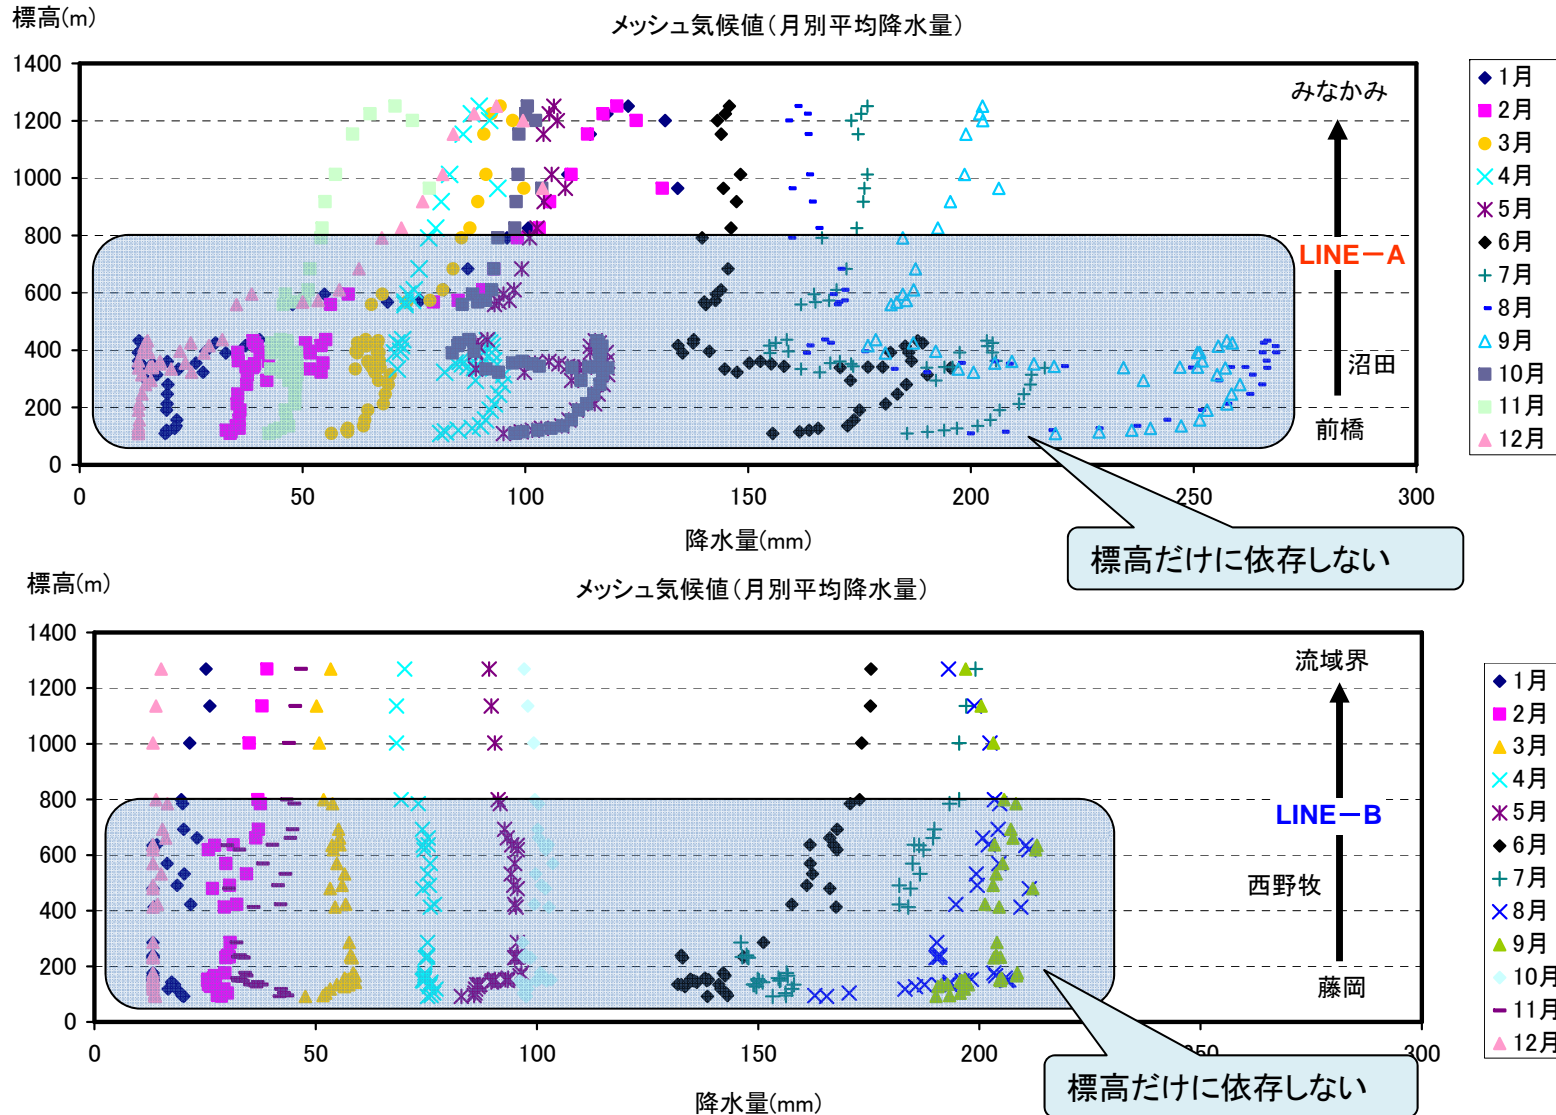 標高(m)
メッシュ気候値(月別平均降水量)
1400
1200
1000
800
600
400
200
0
0
50
100
150
200
250
300
降水量(mm)
みなかみ
LINE－A
沼田
前橋
標高だけに依存しない
1月
2月
3月
4月
5月
6月
7月
8月
9月
10月
11月
12月
標高(m)
メッシュ気候値(月別平均降水量)
1400
1200
1000
800
600
400
200
0
0
50
100
150
200
250
300
降水量(mm)
流域界
LINE－B
西野牧
藤岡
標高だけに依存しない
1月
2月
3月
4月
5月
6月
7月
8月
9月
10月
11月
12月